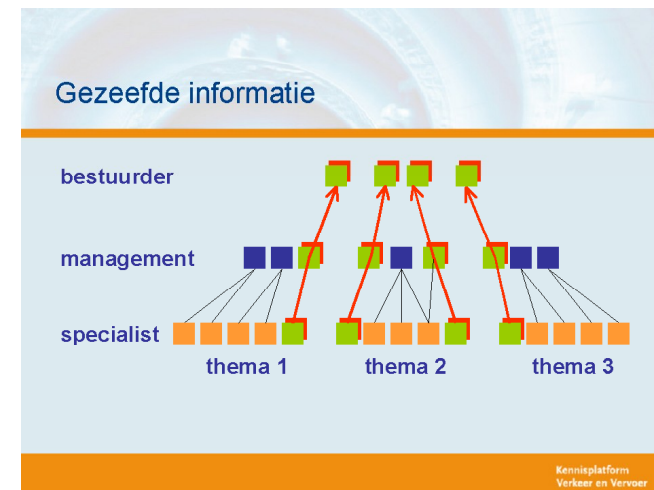 Gezeefde informatie
bestuurder
management
specialist
thema 1 thema 2 thema 3
Kennisplatform
Verkeer en Vervoer